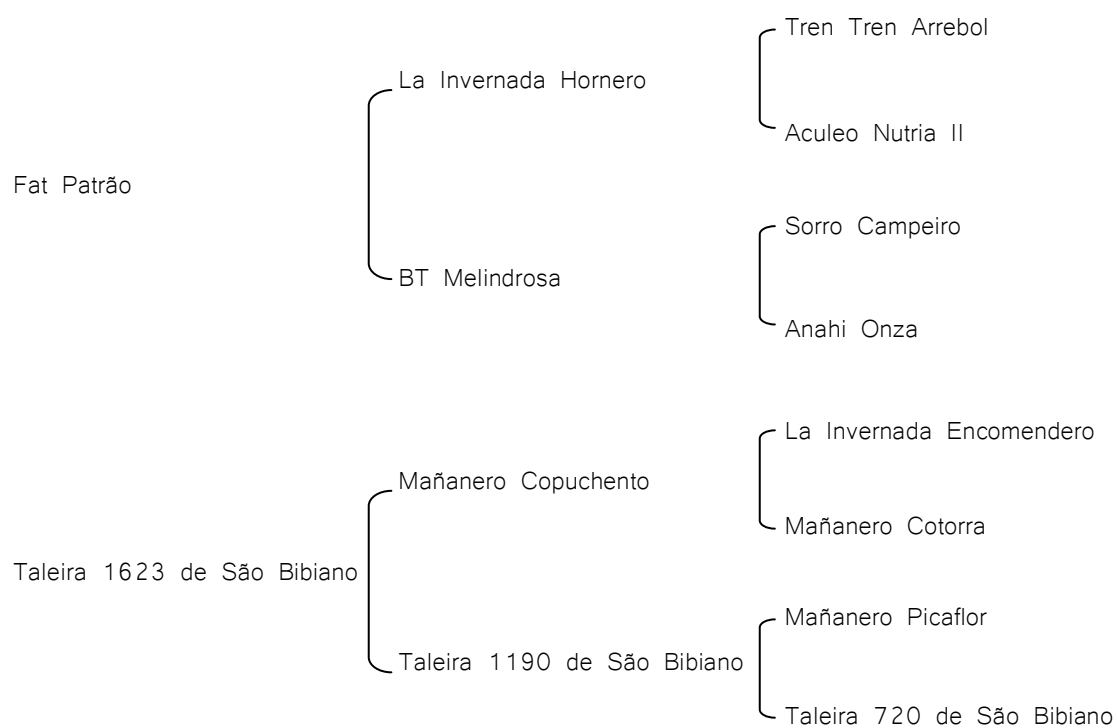 Tren Tren Arrebol
La Invernada Hornero
Aculeo Nutria II
Fat Patrão
Sorro Campeiro
BT Melindrosa
Anahi Onza
La Invernada Encomendero
Mañanero Copuchento
Mañanero Cotorra
Taleira 1623 de São Bibiano
Mañanero Picaflor
Taleira 1190 de São Bibiano
Taleira 720 de São Bibiano